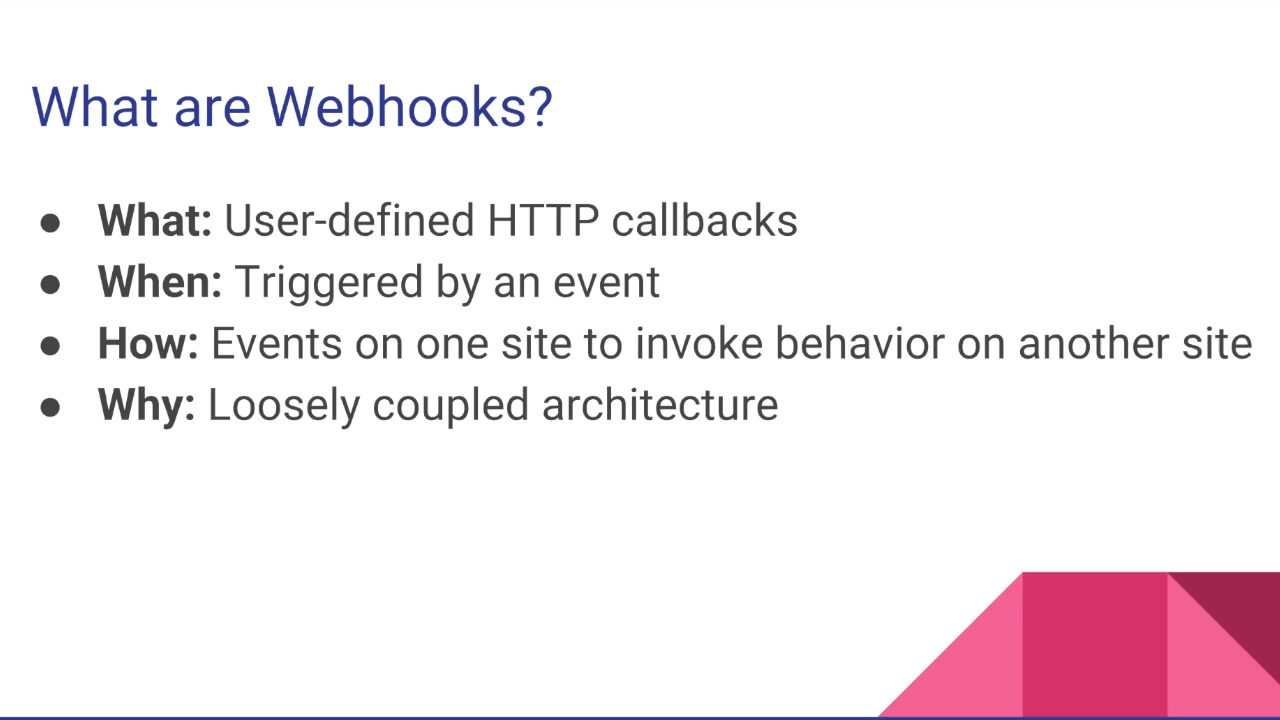 What are Webhooks?
● What: User-defined HTTP callbacks
● When: Triggered by an event
● How: Events on one site to invoke behavior on another site
● Why: Loosely coupled architecture